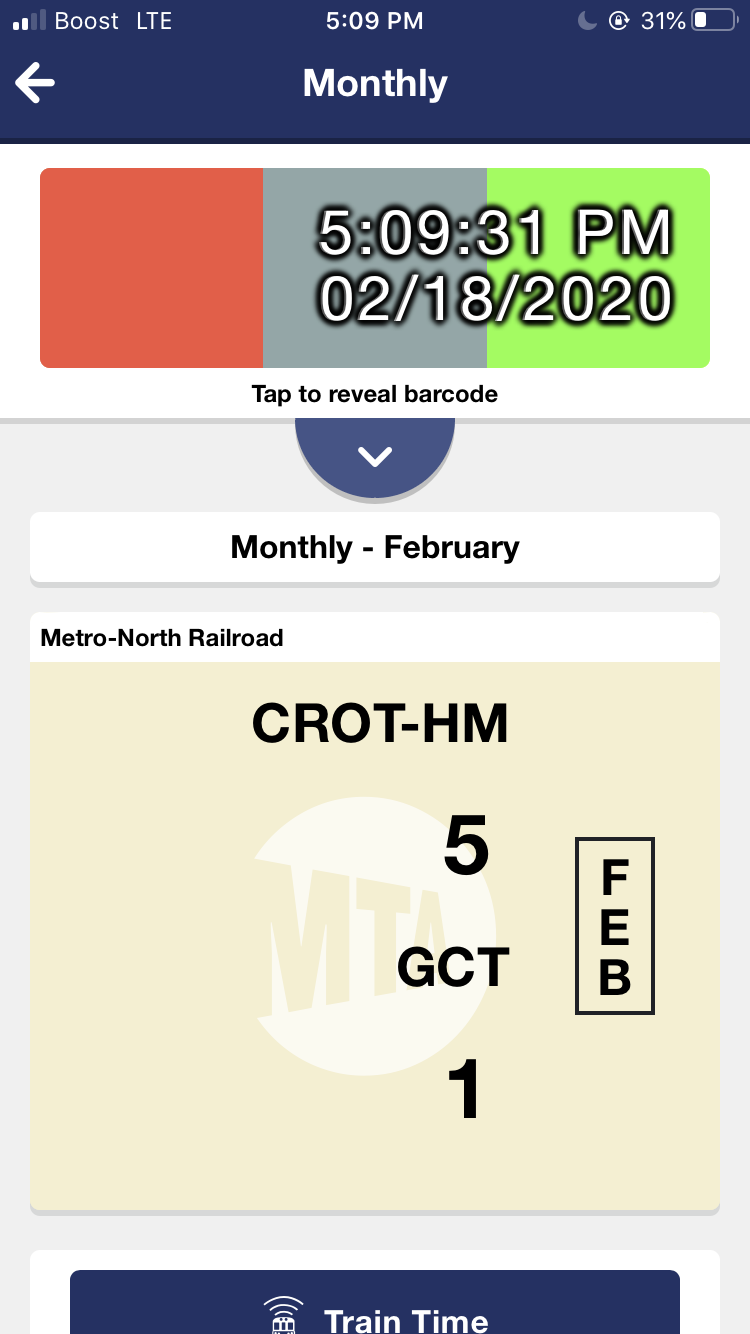 Boost LTE 5:09 PM 31%
Monthly
5:09:31 PM
02/18/2020
Tap to reveal barcode
Monthly - February
Metro-North Railroad
CROT-HM
5
MTA
GCT
1
F
E
B
Train Time